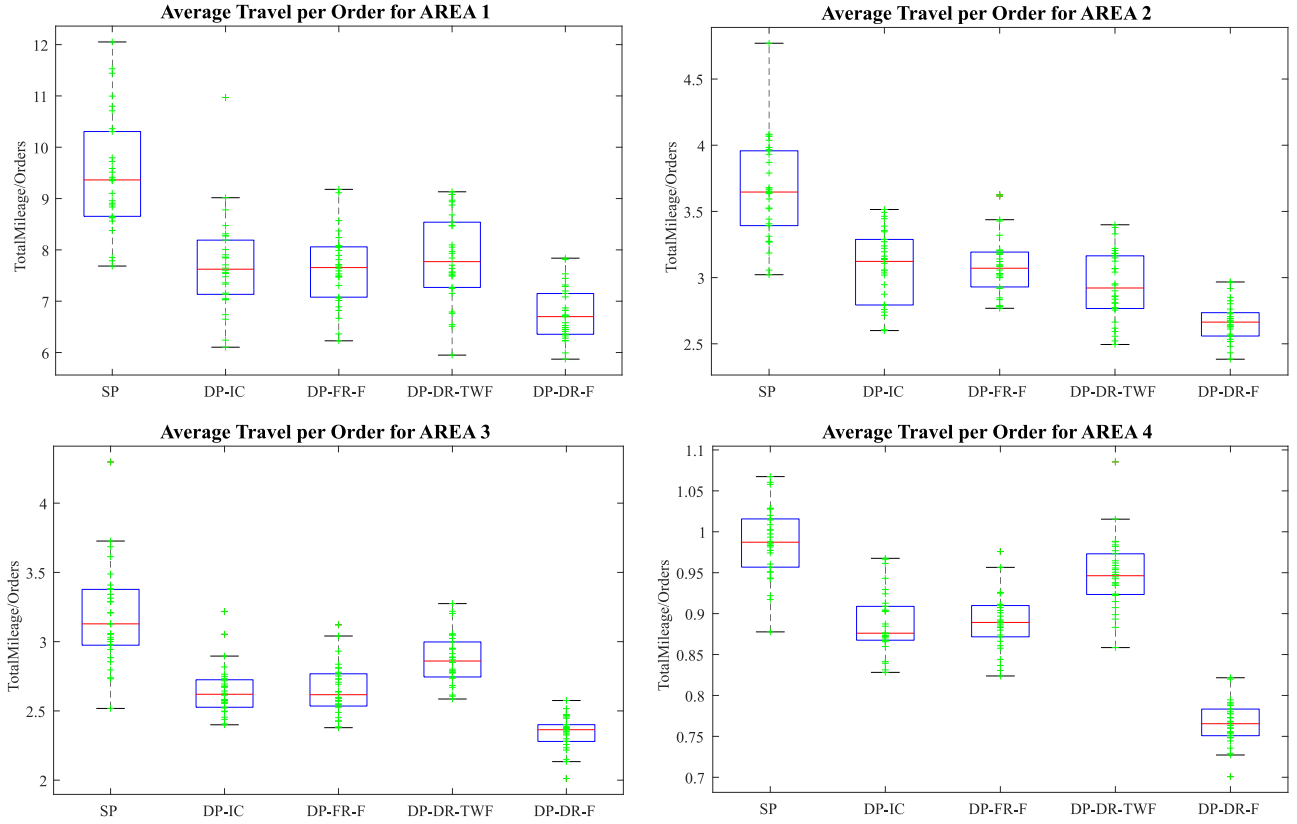 Average Travel per Order for AREA 1
TotalMileage/Orders
12
11
10
9
8
7
6
SP DP-IC DP-FR-F DP-DR-TWF DP-DR-F
Average Travel per Order for AREA 2
TotalMileage/Orders
4.5
4
3.5
3
2.5
SP DP-IC DP-FR-F DP-DR-TWF DP-DR-F
Average Travel per Order for AREA 3
TotalMileage/Orders
4
3.5
3
2.5
2
SP DP-IC DP-FR-F DP-DR-TWF DP-DR-F
Average Travel per Order for AREA 4
TotalMileage/Orders
1.1
1.05
1
0.95
0.9
0.85
0.8
0.75
0.7
SP DP-IC DP-FR-F DP-DR-TWF DP-DR-F